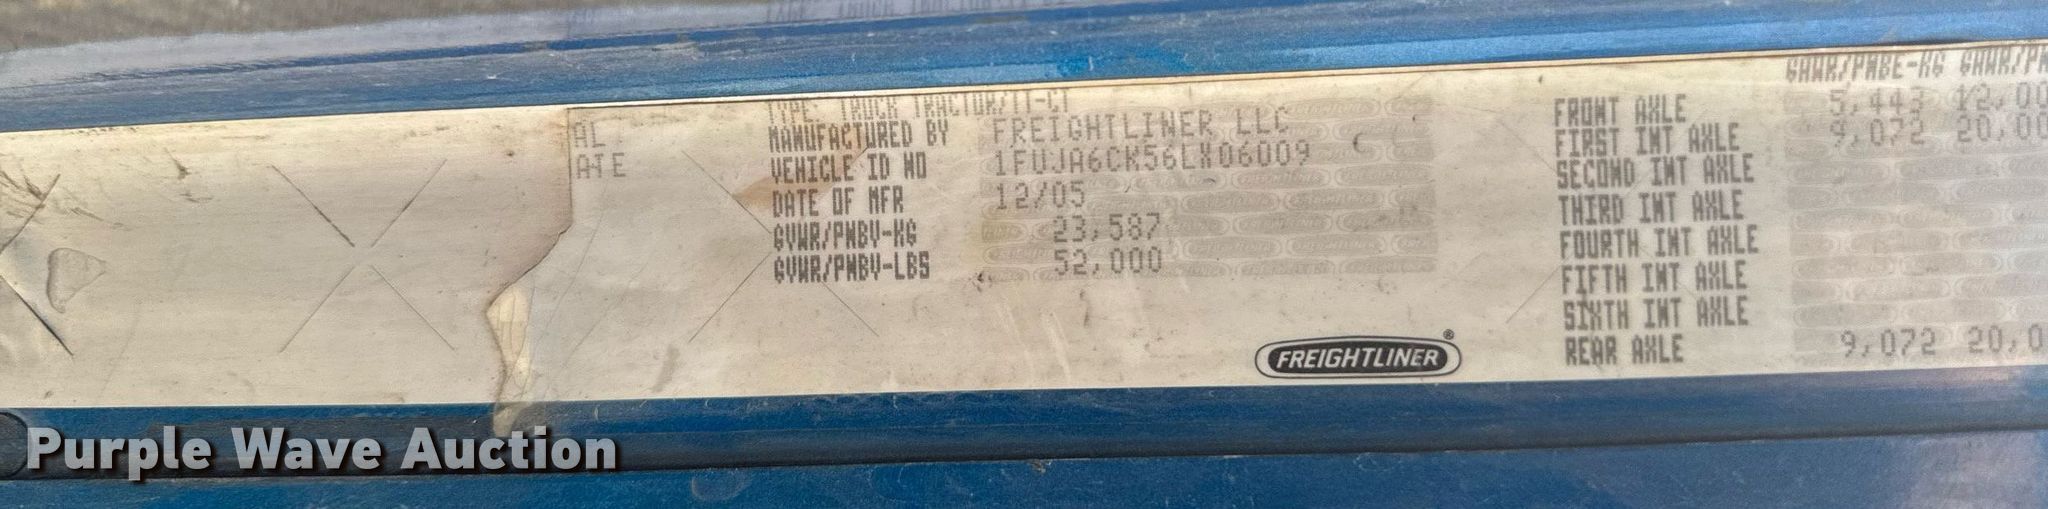 TYPE: TRUCK TRACTOR/TT-CT
AL
MANUFACTURED BY FREIGHTLINER LLC
ATE
VEHICLE ID NO 1FUJA6CK56LX06009
DATE OF MFR 12/05
GVWR/PNBV-KG 23,587
GVWR/PNBV-LBS 52,000
FREIGHTLINER®
GAWR/PNBE-KG GAWR/PN
FRONT AXLE 5,443 12,00
FIRST INT AXLE 9,072 20,00
SECOND INT AXLE
THIRD INT AXLE
FOURTH INT AXLE
FIFTH INT AXLE
SIXTH INT AXLE
REAR AXLE 9,072 20,0
Purple Wave Auction